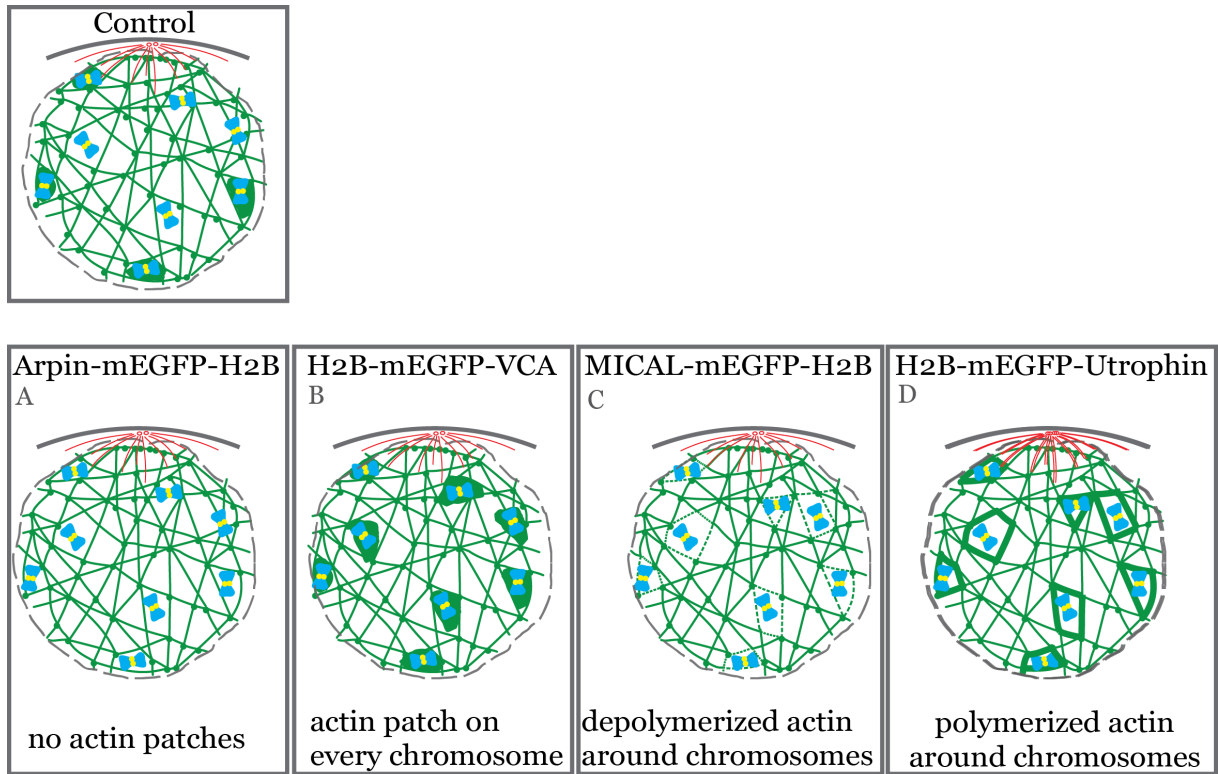 Control
Arpin-mEGFP-H2B
A
no actin patches
H2B-mEGFP-VCA
B
actin patch on
every chromosome
MICAL-mEGFP-H2B
C
depolymerized actin
around chromosomes
H2B-mEGFP-Utrophin
D
polymerized actin
around chromosomes